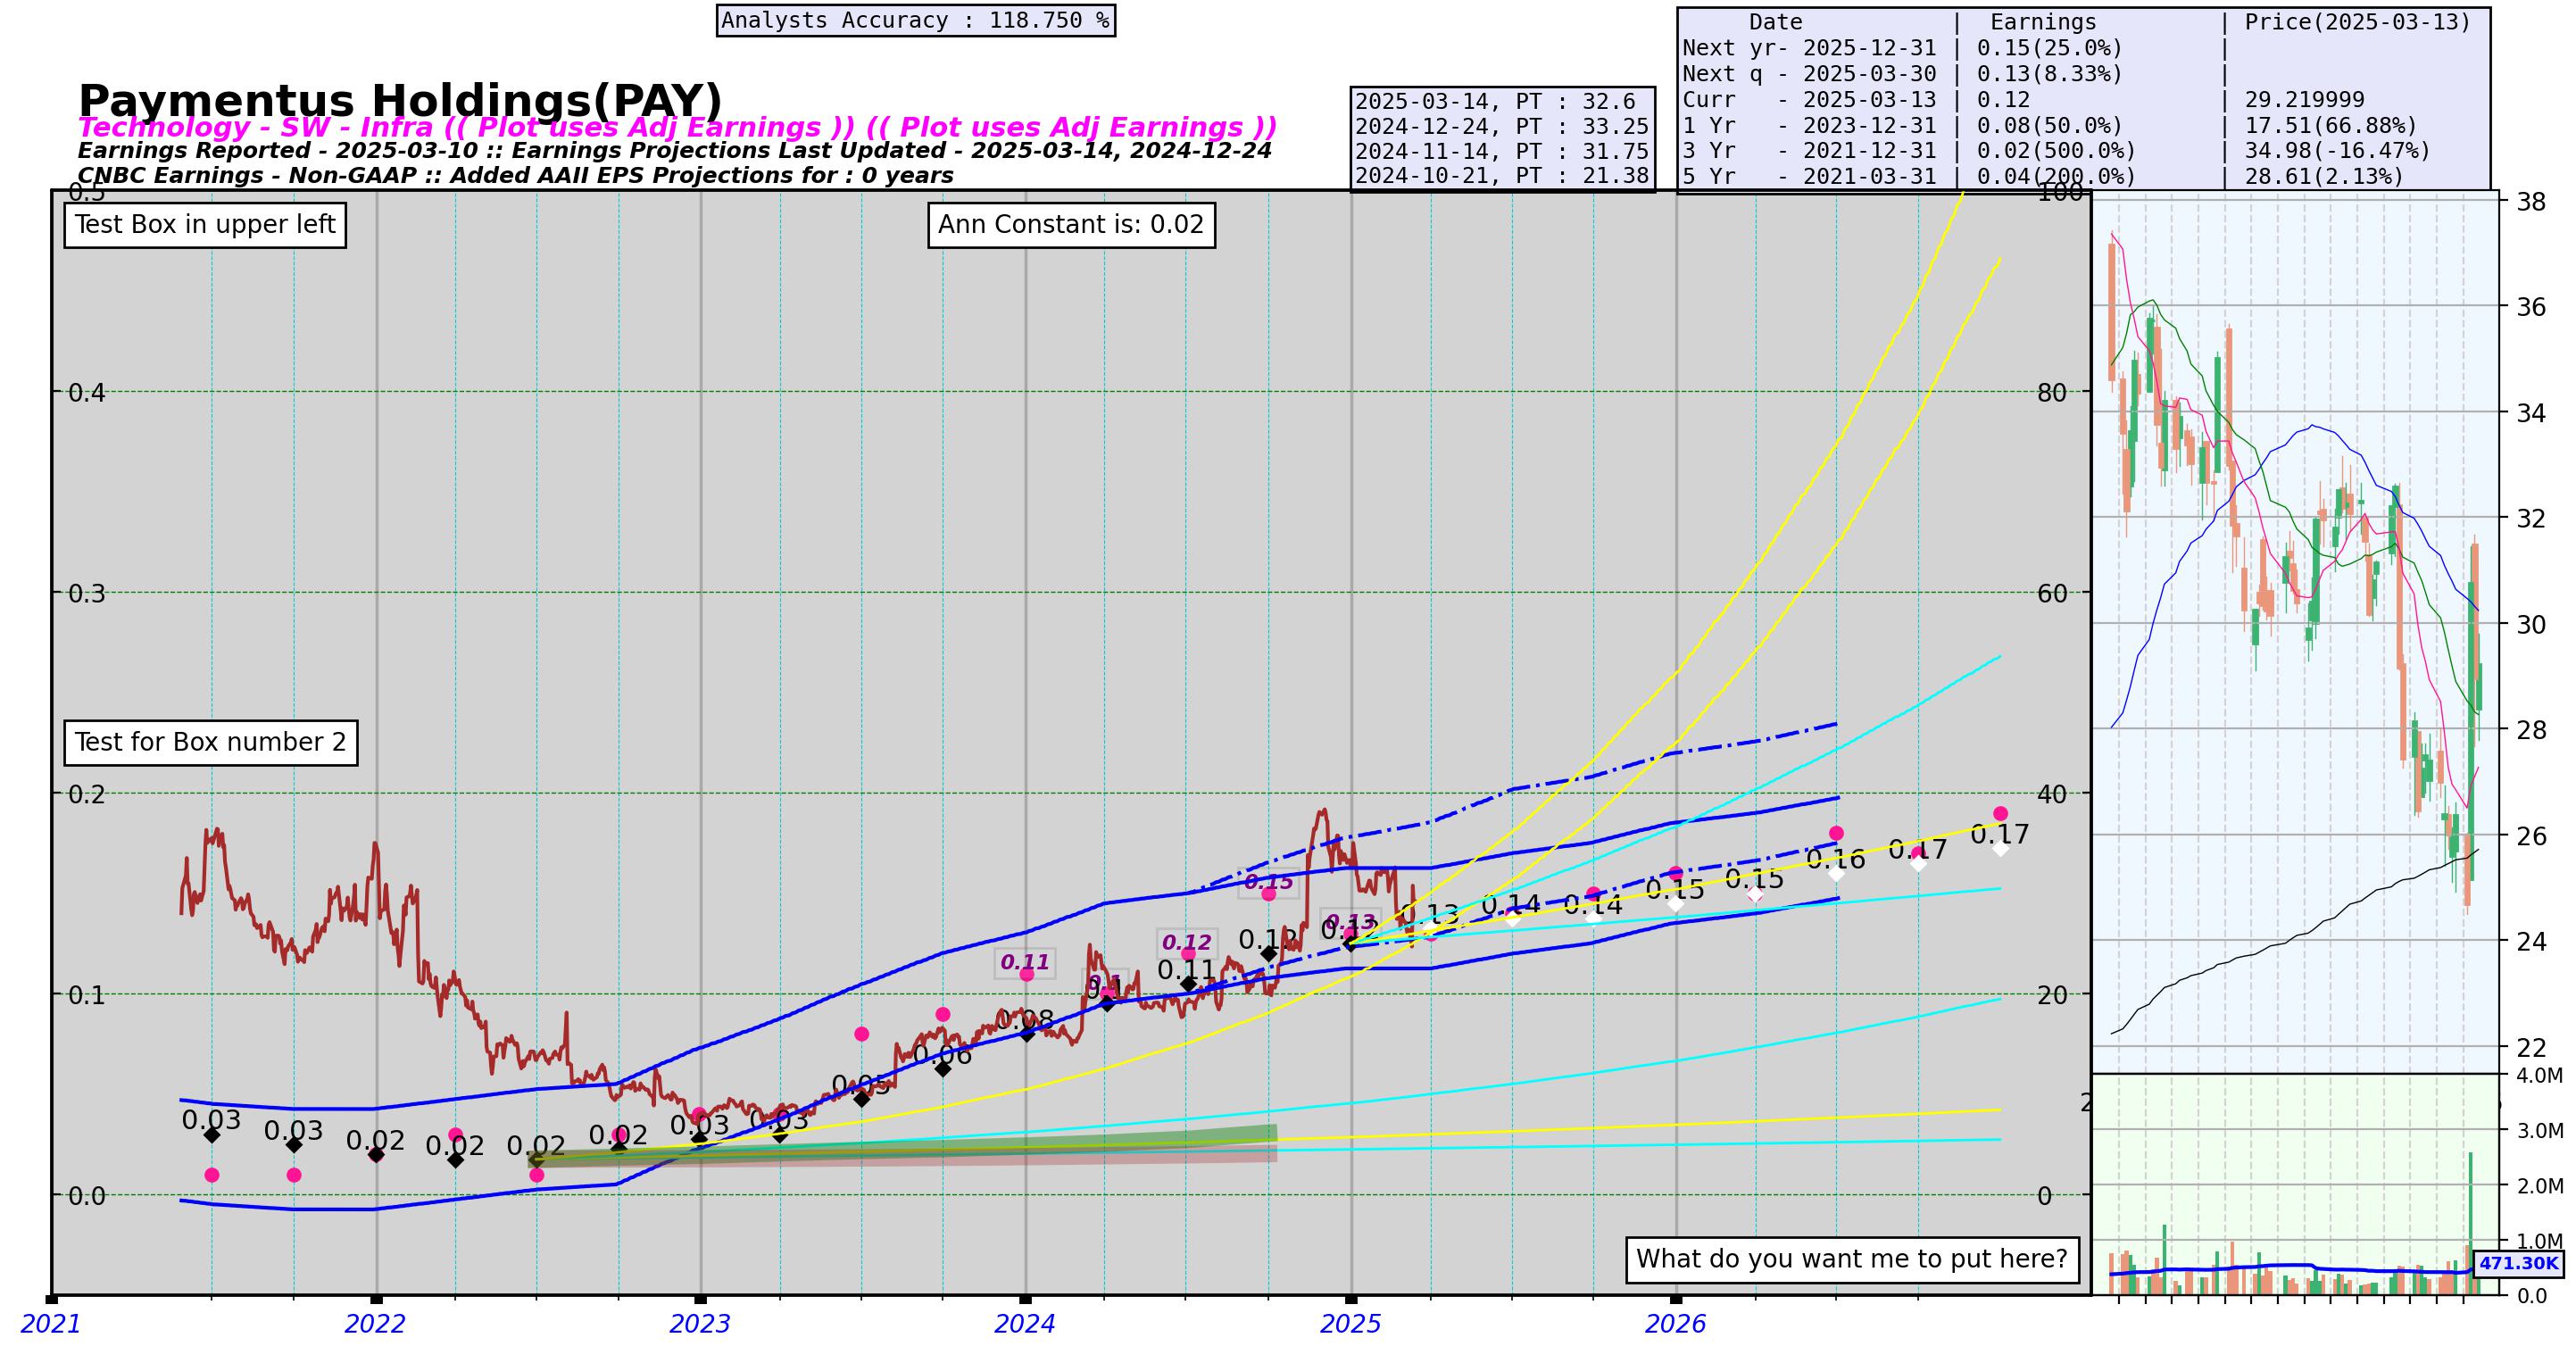 Analysts Accuracy : 118.750 %
Date | Earnings | Price(2025-03-13)
Next yr- 2025-12-31 | 0.15(25.0%) |
Next q - 2025-03-30 | 0.13(8.33%) |
Curr - 2025-03-13 | 0.12 | 29.219999
1 Yr - 2023-12-31 | 0.08(50.0%) | 17.51(66.88%)
3 Yr - 2021-12-31 | 0.02(500.0%) | 34.98(-16.47%)
5 Yr - 2021-03-31 | 0.04(200.0%) | 28.61(2.13%)
Paymentus Holdings(PAY)
Technology - SW - Infra (( Plot uses Adj Earnings )) (( Plot uses Adj Earnings ))
Earnings Reported - 2025-03-10 :: Earnings Projections Last Updated - 2025-03-14, 2024-12-24
CNBC Earnings - Non-GAAP :: Added AAII EPS Projections for : 0 years
2025-03-14, PT : 32.6
2024-12-24, PT : 33.25
2024-11-14, PT : 31.75
2024-10-21, PT : 21.38
Test Box in upper left
Ann Constant is: 0.02
Test for Box number 2
What do you want me to put here?
0.5
0.4
0.3
0.2
0.1
0.0
100
80
60
40
20
0
0.03
0.03
0.02
0.02
0.02
0.02
0.03
0.03
0.05
0.06
0.08
0.1
0.11
0.12
0.12
0.13
0.14
0.14
0.15
0.15
0.16
0.17
0.17
0.11
0.1
0.12
0.15
0.13
2021
2022
2023
2024
2025
2026
38
36
34
32
30
28
26
24
22
4.0M
3.0M
2.0M
1.0M
471.30K
0.0